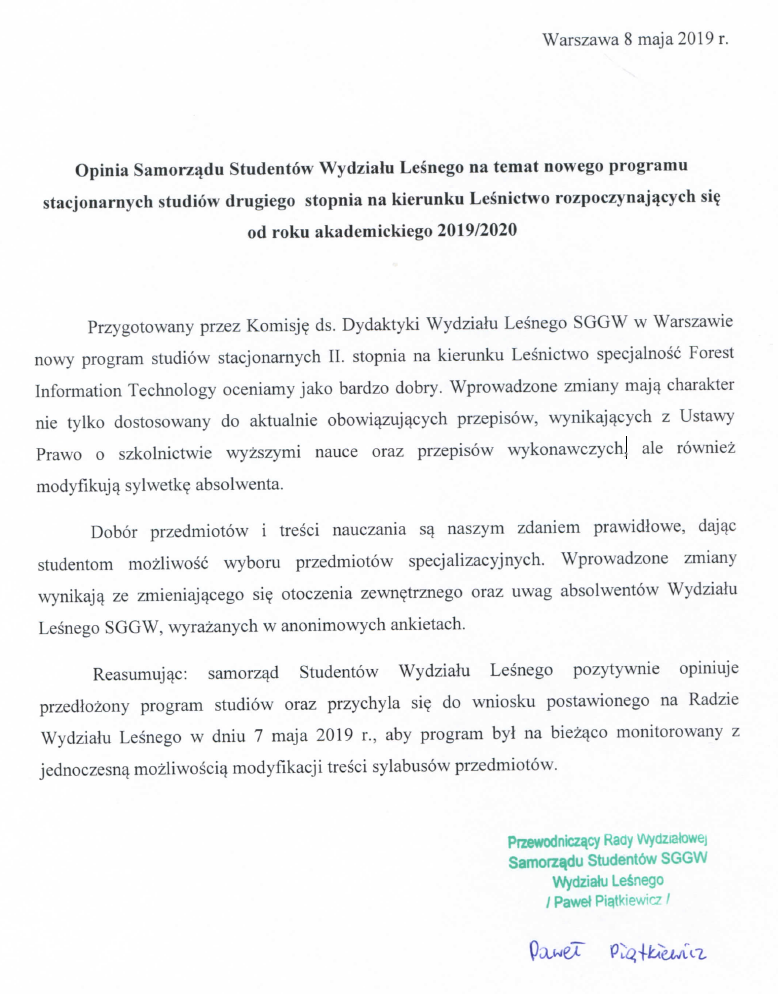 Warszawa 8 maja 2019 r.
Opinia Samorządu Studentów Wydziału Leśnego na temat nowego programu
stacjonarnych studiów drugiego stopnia na kierunku Leśnictwo rozpoczynających się
od roku akademickiego 2019/2020
Przygotowany przez Komisję ds. Dydaktyki Wydziału Leśnego SGGW w Warszawie
nowy program studiów stacjonarnych II. stopnia na kierunku Leśnictwo specjalność Forest
Information Technology oceniamy jako bardzo dobry. Wprowadzone zmiany mają charakter
nie tylko dostosowany do aktualnie obowiązujących przepisów, wynikających z Ustawy
Prawo o szkolnictwie wyższymi nauce oraz przepisów wykonawczych, ale również
modyfikują sylwetkę absolwenta.
Dobór przedmiotów i treści nauczania są naszym zdaniem prawidłowe, dając
studentom możliwość wyboru przedmiotów specjalizacyjnych. Wprowadzone zmiany
wynikają ze zmieniającego się otoczenia zewnętrznego oraz uwag absolwentów Wydziału
Leśnego SGGW, wyrażanych w anonimowych ankietach.
Reasumując: samorząd Studentów Wydziału Leśnego pozytywnie opiniuje
przedłożony program studiów oraz przychyla się do wniosku postawionego na Radzie
Wydziału Leśnego w dniu 7 maja 2019 r., aby program był na bieżąco monitorowany z
jednoczesną możliwością modyfikacji treści sylabusów przedmiotów.
Przewodniczący Rady Wydziałowej
Samorządu Studentów SGGW
Wydziału Leśnego
/ Paweł Piątkiewicz /
Paweł Piątkiewicz